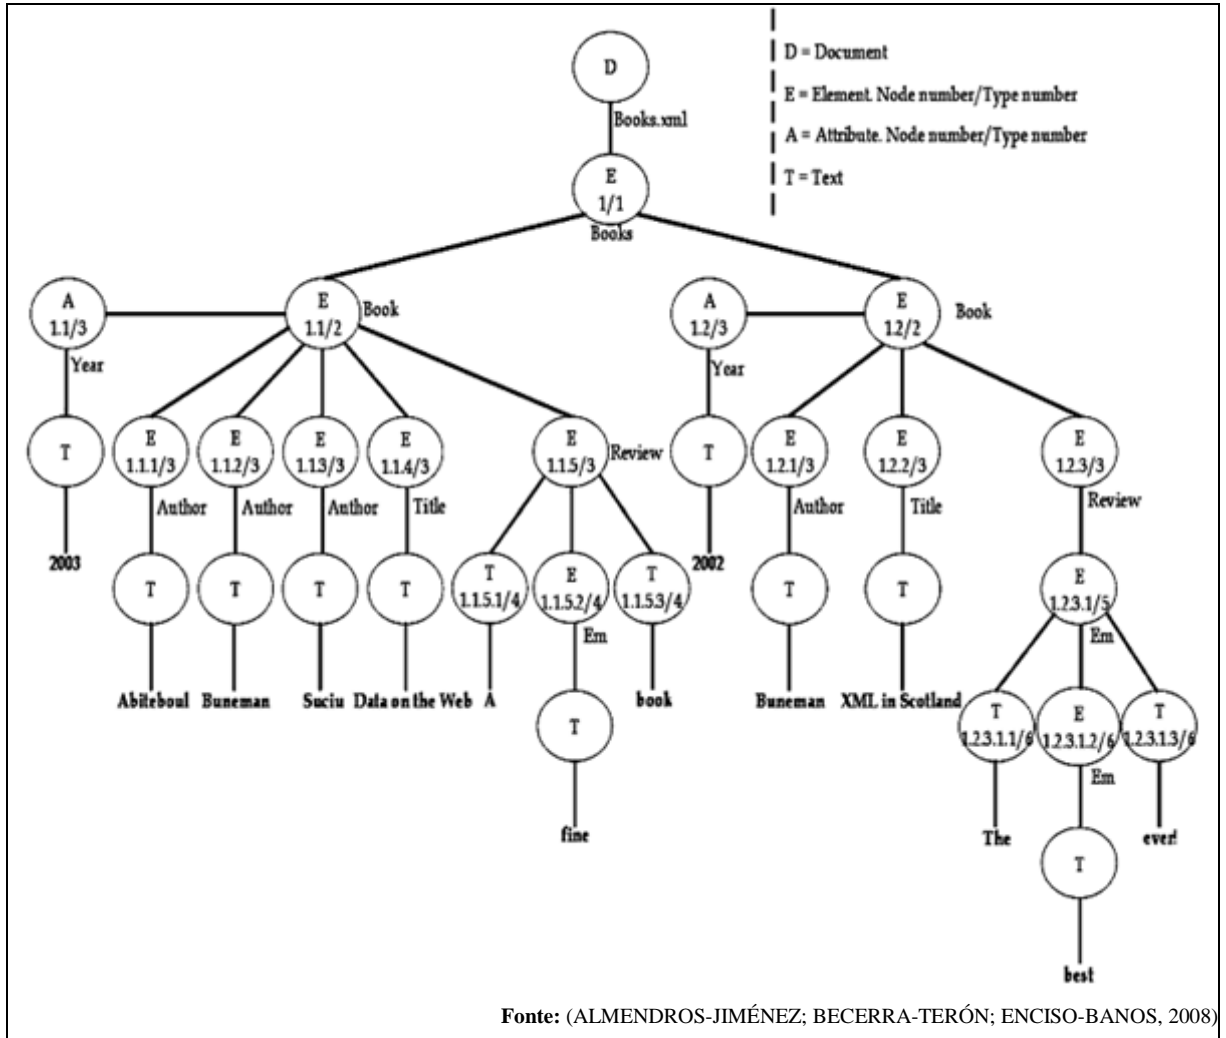 D
D = Document
E = Element. Node number/Type number
A = Attribute. Node number/Type number
T = Text
Books.xml
E
1/1
Books
A
1.1/3
E
1.1/2
Book
A
1.2/3
E
1.2/2
Book
Year
Year
T
E
1.1.1/3
E
1.1.2/3
E
1.1.3/3
E
1.1.4/3
E
1.1.5/3
Review
T
E
1.2.1/3
E
1.2.2/3
E
1.2.3/3
Author
Author
Author
Title
Author
Title
Review
2003
2002
T
T
T
T
T
1.1.5.1/4
E
1.1.5.2/4
T
1.1.5.3/4
T
T
E
1.2.3.1/5
Em
Em
Abiteboul
Buneman
Suciu
Data on the Web
A
book
Buneman
XML in Scotland
T
T
1.2.3.1.1/6
E
1.2.3.1.2/6
T
1.2.3.1.3/6
Em
fine
The
ever!
T
best
Fonte: (ALMENDROS-JIMÉNEZ; BECERRA-TERÓN; ENCISO-BANOS, 2008)